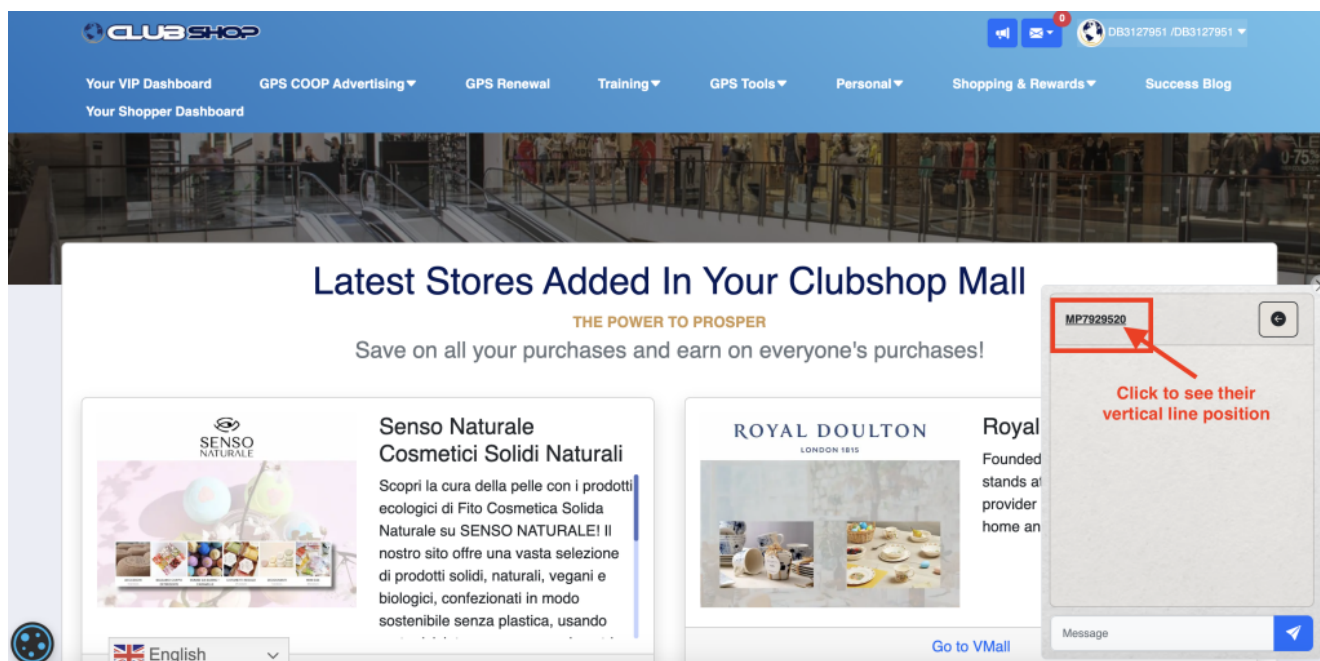 CLUBSHOP
0
DB3127951 /DB3127951
Your VIP Dashboard
GPS COOP Advertising
GPS Renewal
Training
GPS Tools
Personal
Shopping & Rewards
Success Blog
Your Shopper Dashboard
0-75
Latest Stores Added In Your Clubshop Mall
THE POWER TO PROSPER
Save on all your purchases and earn on everyone's purchases!
MP7929520
Click to see their
vertical line position
SENSO
NATURALE
Senso Naturale
Cosmetici Solidi Naturali
Scopri la cura della pelle con i prodotti
ecologici di Fito Cosmetica Solida
Naturale su SENSO NATURALE! Il
nostro sito offre una vasta selezione
di prodotti solidi, naturali, vegani e
biologici, confezionati in modo
sostenibile senza plastica, usando
ROYAL DOULTON
LONDON 1815
Royal
Founded
stands at
provider
home an
Go to VMall
Message
English